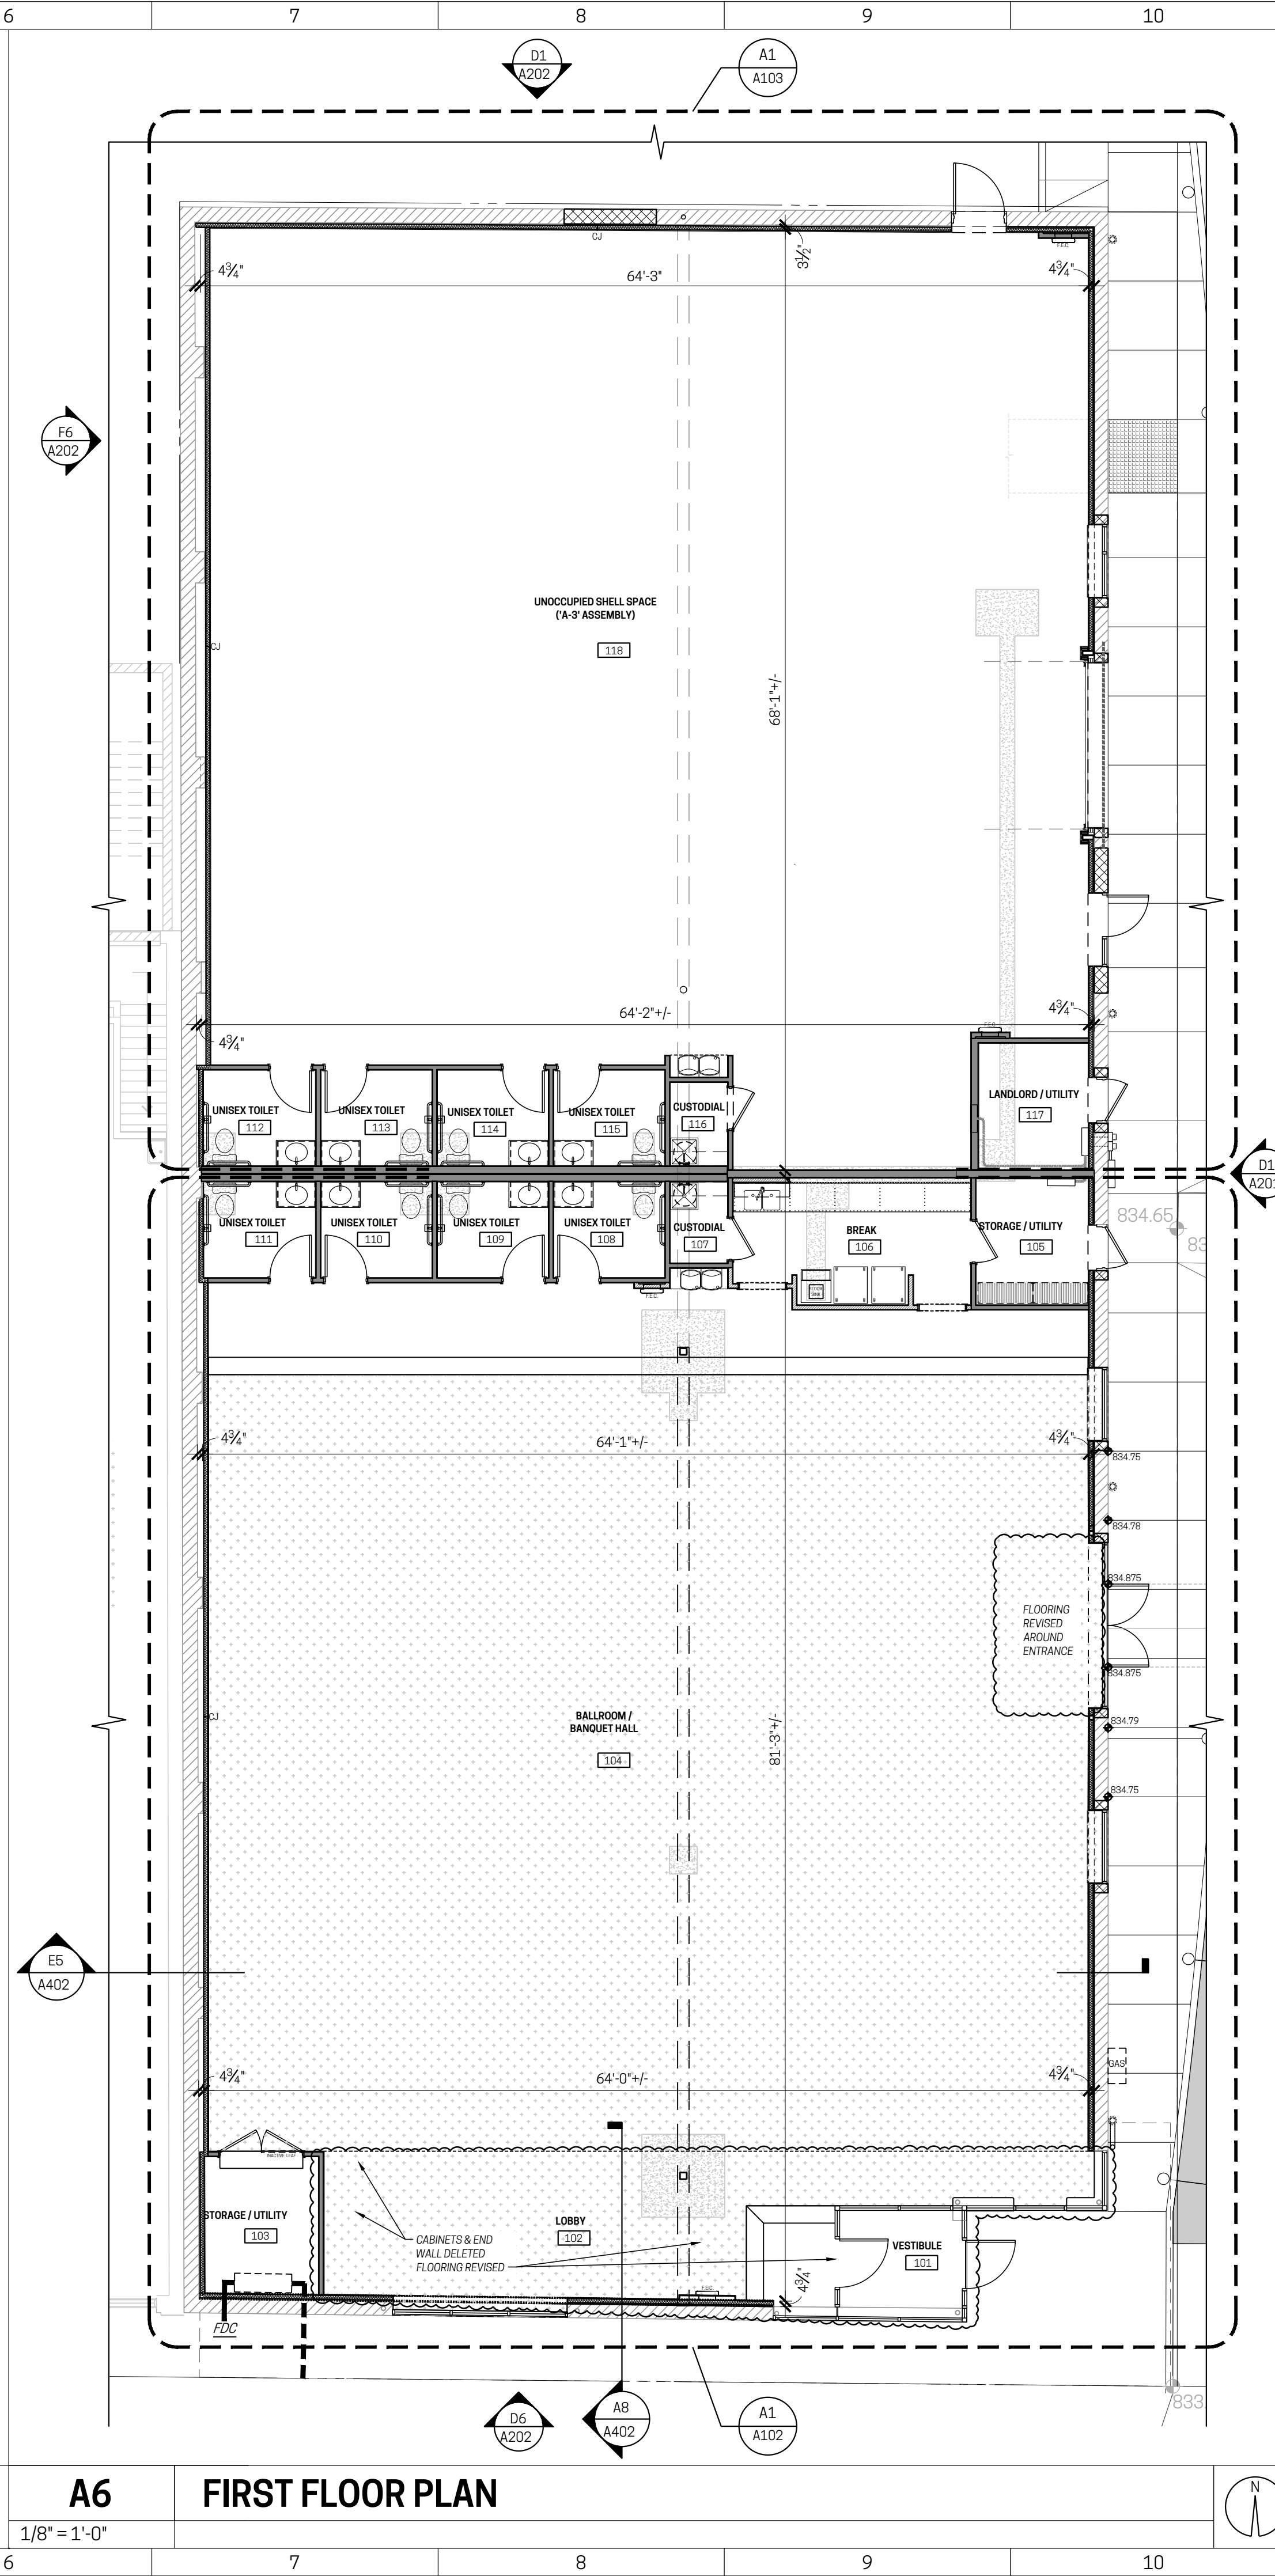 6 7 8 9 10
D1
A202
A1
A103
CJ
F.E.C.
3½"
4¾"
64'-3"
4¾"
F6
A202
UNOCCUPIED SHELL SPACE
('A-3' ASSEMBLY)
118
CJ
68'-1"+/-
64'-2"+/-
4¾"
4¾"
F.E.C.
LANDLORD / UTILITY
117
UNISEX TOILET
112
UNISEX TOILET
113
UNISEX TOILET
114
UNISEX TOILET
115
CUSTODIAL
116
D1
A201
834.65
83
UNISEX TOILET
111
UNISEX TOILET
110
UNISEX TOILET
109
UNISEX TOILET
108
CUSTODIAL
107
BREAK
106
STORAGE / UTILITY
105
F.E.C.
4¾"
64'-1"+/-
4¾"
834.75
834.78
834.875
FLOORING
REVISED
AROUND
ENTRANCE
834.875
CJ
BALLROOM /
BANQUET HALL
104
81'-3"+/-
834.79
834.75
E5
A402
GAS
4¾"
64'-0"+/-
4¾"
INACTIVE LEAF
STORAGE / UTILITY
103
CABINETS & END
WALL DELETED
FLOORING REVISED
LOBBY
102
VESTIBULE
101
F.E.C.
4¾"
FDC
833
D6
A202
A8
A402
A1
A102
A6
FIRST FLOOR PLAN
N
1/8" = 1'-0"
6 7 8 9 10